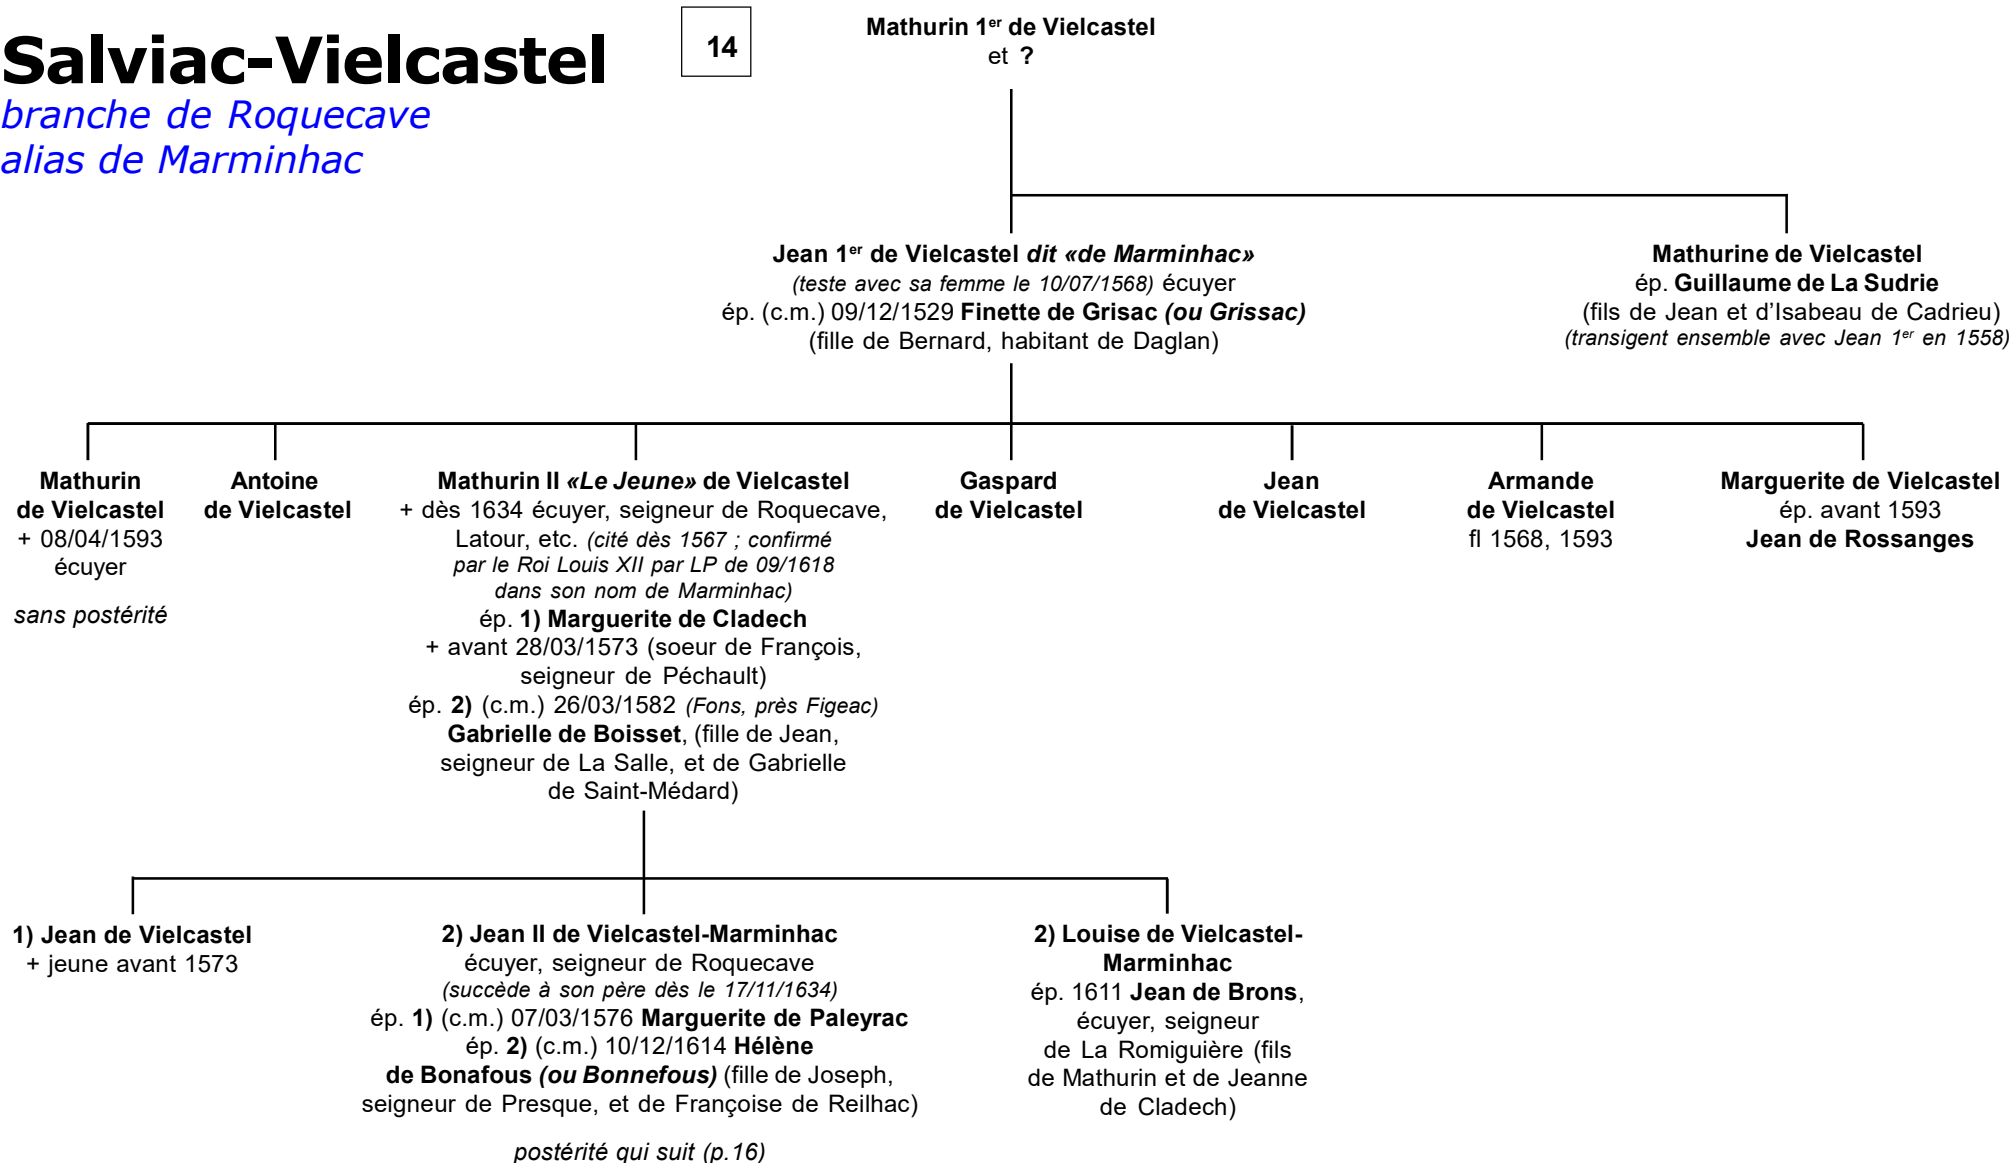 Salviac-Vielcastel
branche de Roquecave
alias de Marminhac
14
Mathurin 1er de Vielcastel
et ?
Jean 1er de Vielcastel dit «de Marminhac»
(teste avec sa femme le 10/07/1568) écuyer
ép. (c.m.) 09/12/1529 Finette de Grisac (ou Grissac)
(fille de Bernard, habitant de Daglan)
Mathurine de Vielcastel
ép. Guillaume de La Sudrie
(fils de Jean et d'Isabeau de Cadrieu)
(transigent ensemble avec Jean 1er en 1558)
Mathurin
de Vielcastel
+ 08/04/1593
écuyer
sans postérité
Antoine
de Vielcastel
Mathurin II «Le Jeune» de Vielcastel
+ dès 1634 écuyer, seigneur de Roquecave,
Latour, etc. (cité dès 1567 ; confirmé
par le Roi Louis XII par LP de 09/1618
dans son nom de Marminhac)
ép. 1) Marguerite de Cladech
+ avant 28/03/1573 (soeur de François,
seigneur de Péchault)
ép. 2) (c.m.) 26/03/1582 (Fons, près Figeac)
Gabrielle de Boisset, (fille de Jean,
seigneur de La Salle, et de Gabrielle
de Saint-Médard)
Gaspard
de Vielcastel
Jean
de Vielcastel
Armande
de Vielcastel
fl 1568, 1593
Marguerite de Vielcastel
ép. avant 1593
Jean de Rossanges
1) Jean de Vielcastel
+ jeune avant 1573
2) Jean II de Vielcastel-Marminhac
écuyer, seigneur de Roquecave
(succède à son père dès le 17/11/1634)
ép. 1) (c.m.) 07/03/1576 Marguerite de Paleyrac
ép. 2) (c.m.) 10/12/1614 Hélène
de Bonafous (ou Bonnefous) (fille de Joseph,
seigneur de Presque, et de Françoise de Reilhac)
postérité qui suit (p.16)
2) Louise de Vielcastel-
Marminhac
ép. 1611 Jean de Brons,
écuyer, seigneur
de La Romiguière (fils
de Mathurin et de Jeanne
de Cladech)